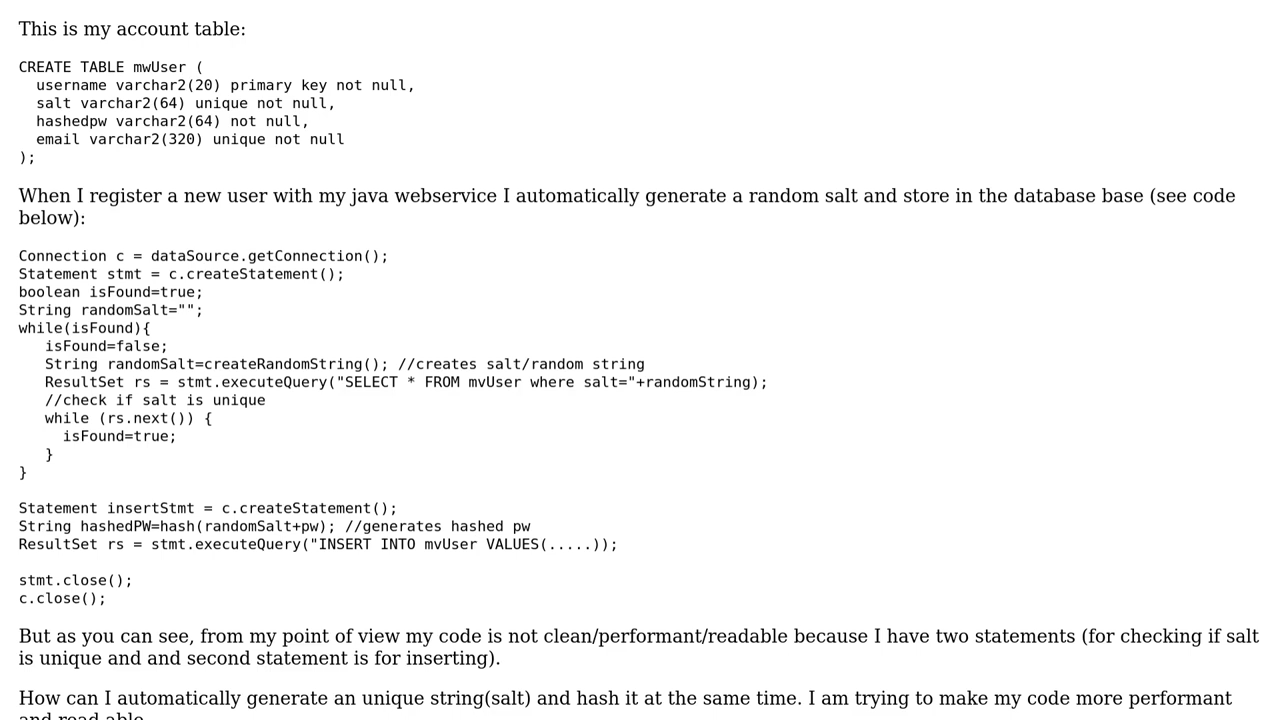 This is my account table:
CREATE TABLE mwUser (
  username varchar2(20) primary key not null,
  salt varchar2(64) unique not null,
  hashedpw varchar2(64) not null,
  email varchar2(320) unique not null
);
When I register a new user with my java webservice I automatically generate a random salt and store in the database base (see code
below):
Connection c = dataSource.getConnection();
Statement stmt = c.createStatement();
boolean isFound=true;
String randomSalt="";
while(isFound){
   isFound=false;
   String randomSalt=createRandomString(); //creates salt/random string
   ResultSet rs = stmt.executeQuery("SELECT * FROM mvUser where salt="+randomString);
   //check if salt is unique
   while (rs.next()) {
     isFound=true;
   }
}
Statement insertStmt = c.createStatement();
String hashedPW=hash(randomSalt+pw); //generates hashed pw
ResultSet rs = stmt.executeQuery("INSERT INTO mvUser VALUES(.....));
stmt.close();
c.close();
But as you can see, from my point of view my code is not clean/performant/readable because I have two statements (for checking if salt
is unique and and second statement is for inserting).
How can I automatically generate an unique string(salt) and hash it at the same time. I am trying to make my code more performant
and read able